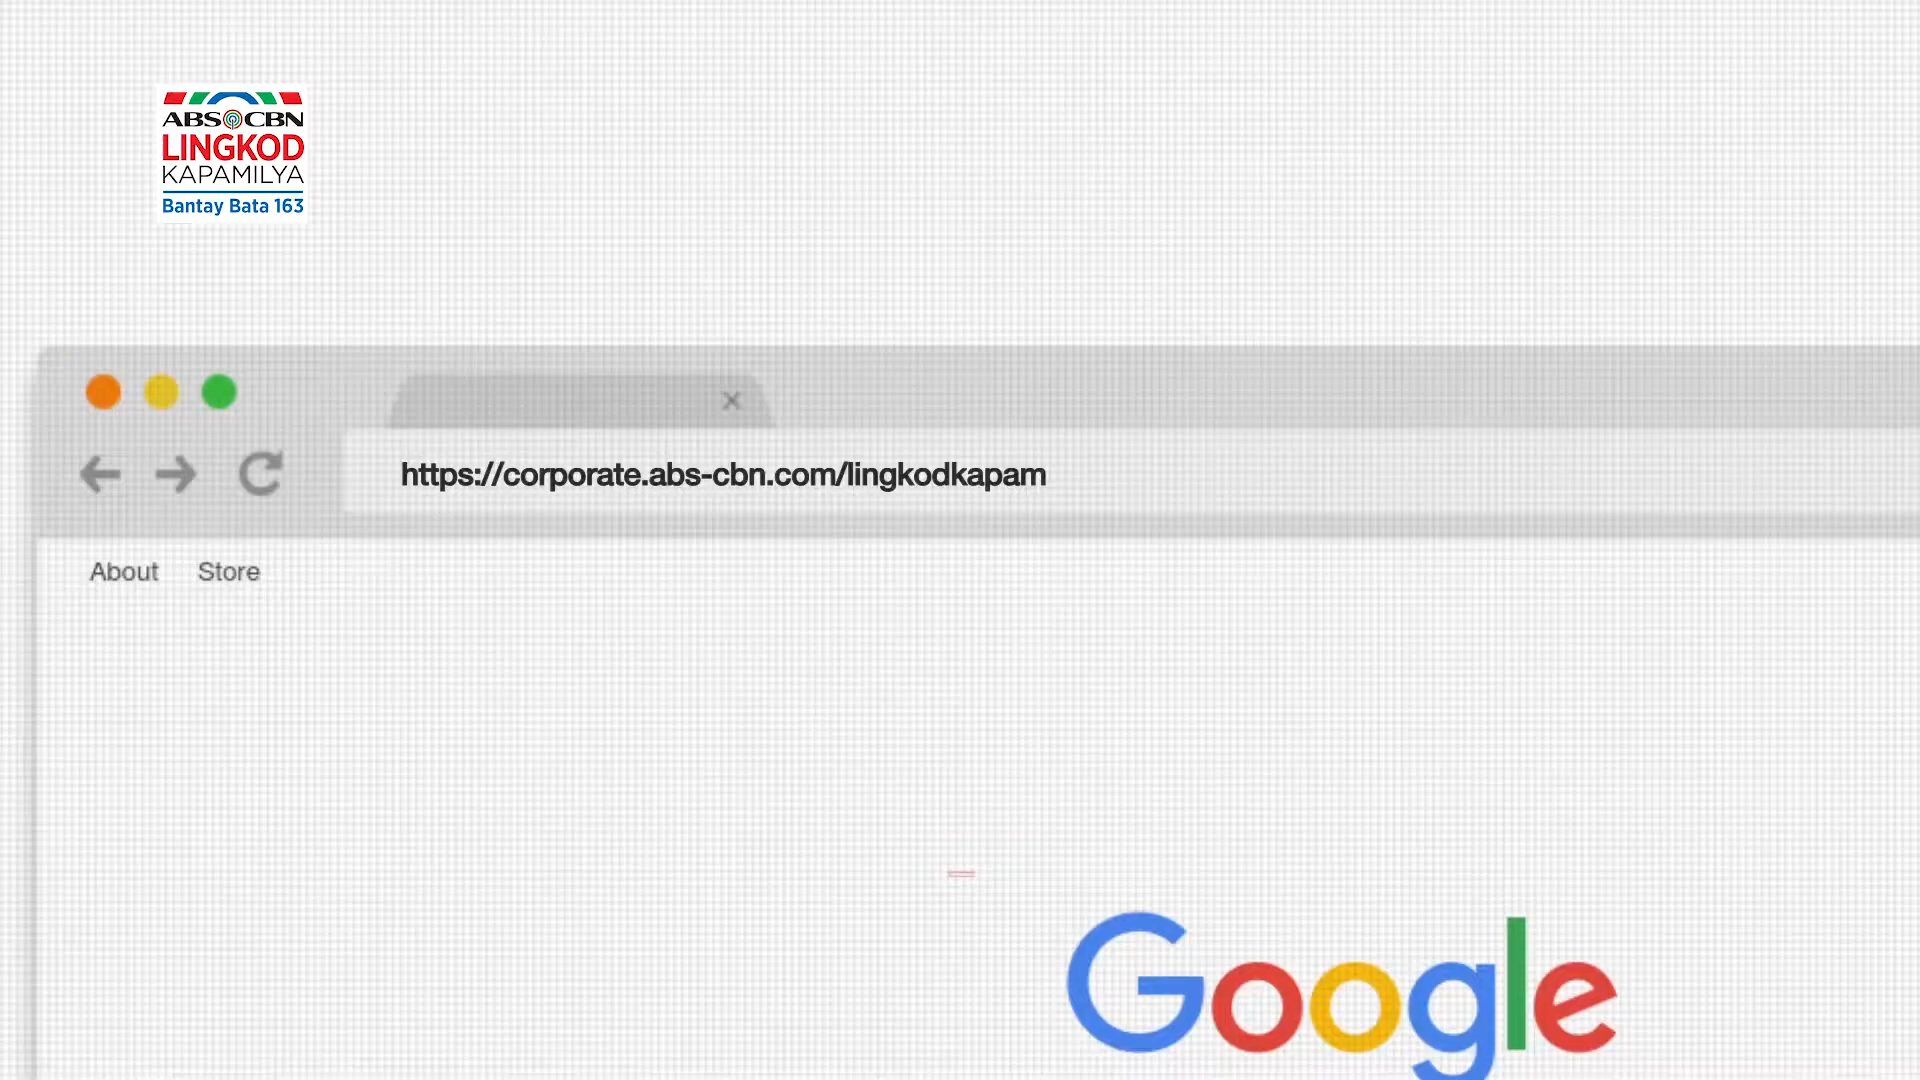 ABS CBN
LINGKOD
KAPAMILYA
Bantay Bata 163
https://corporate.abs-cbn.com/lingkodkapam
About Store
Google